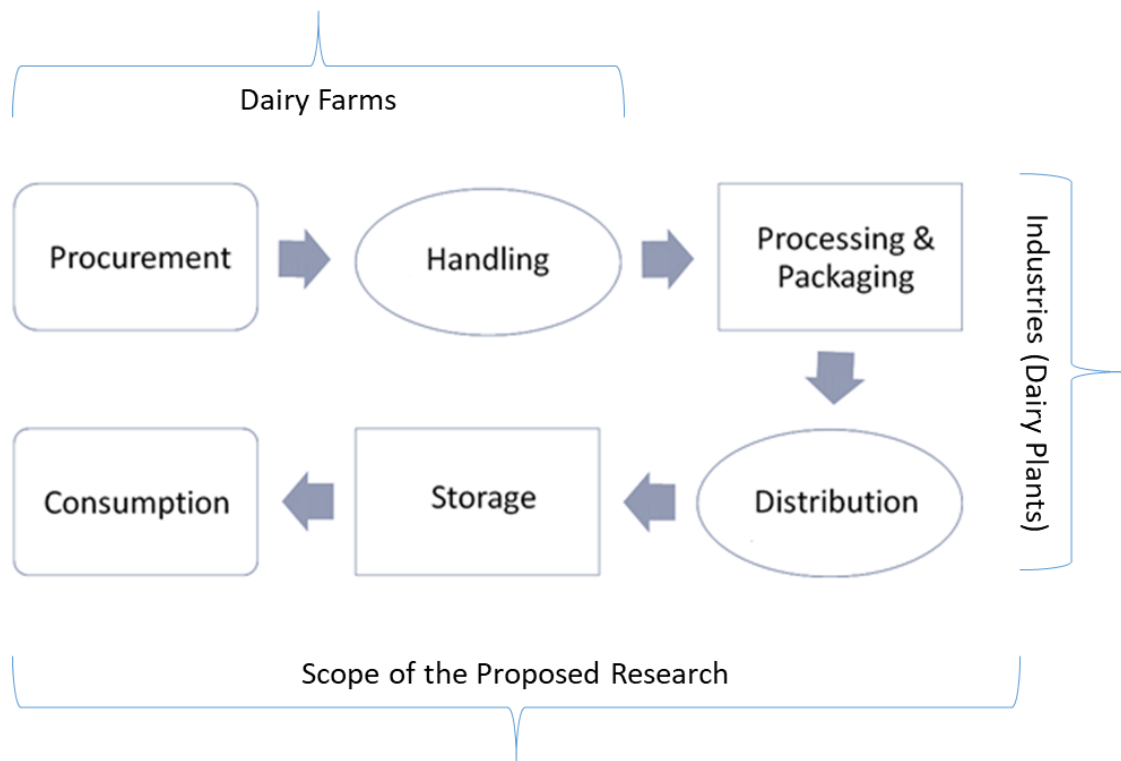 Dairy Farms
Procurement
Handling
Processing &
Packaging
Industries (Dairy Plants)
Consumption
Storage
Distribution
Scope of the Proposed Research